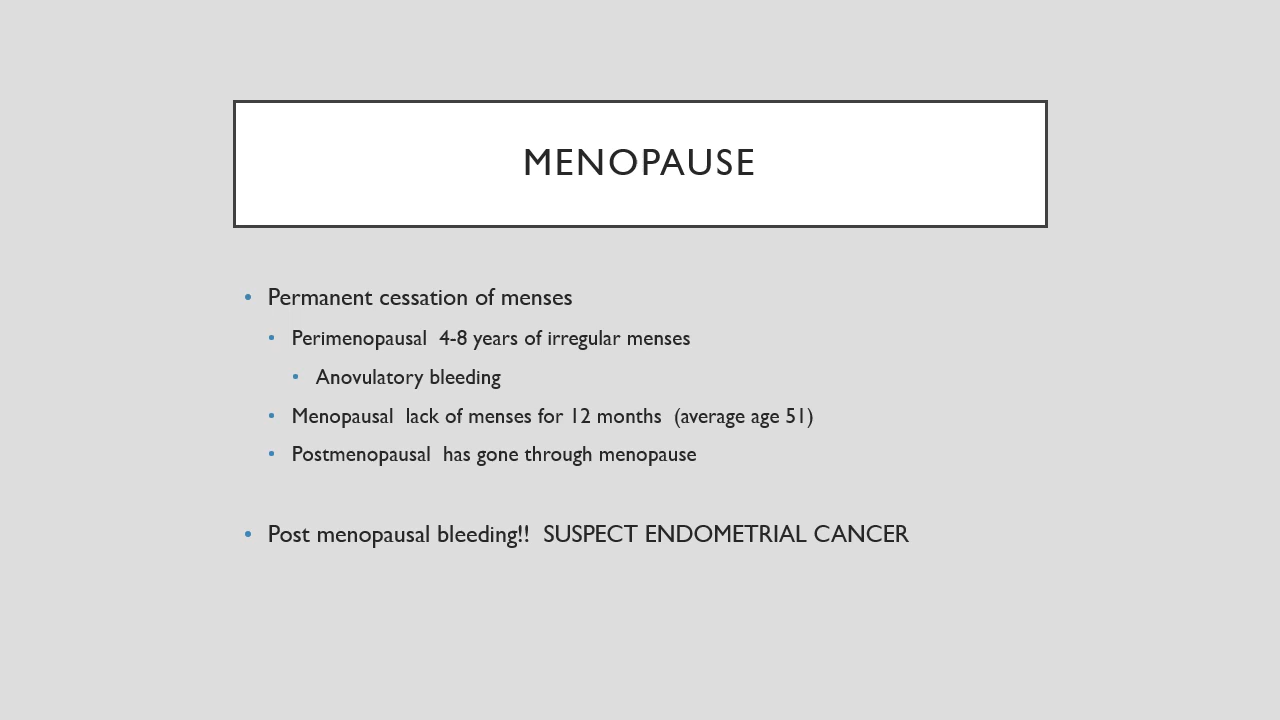 MENOPAUSE
• Permanent cessation of menses
• Perimenopausal  4-8 years of irregular menses
• Anovulatory bleeding
• Menopausal  lack of menses for 12 months  (average age 51)
• Postmenopausal  has gone through menopause
• Post menopausal bleeding!!  SUSPECT ENDOMETRIAL CANCER